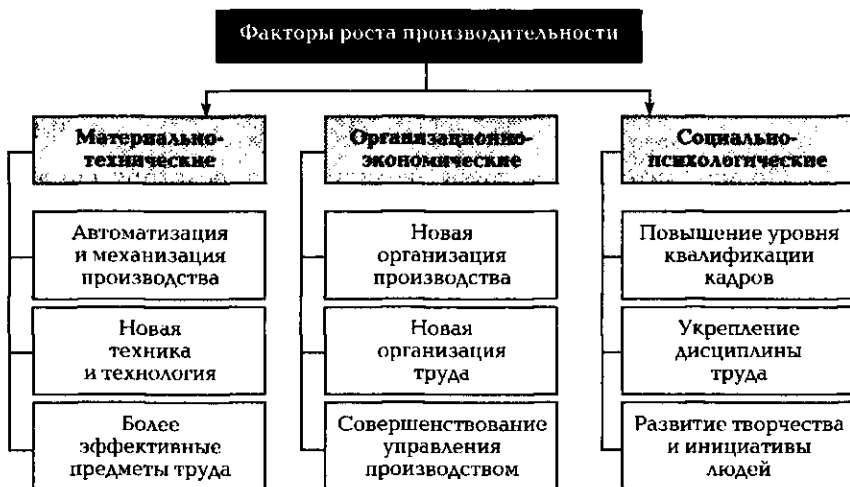 Факторы роста производительности
Материально-
технические
Автоматизация
и механизация
производства
Новая
техника
и технология
Более
эффективные
предметы труда
Организационно-
экономические
Новая
организация
производства
Новая
организация
труда
Совершенствование
управления
производством
Социально-
психологические
Повышение уровня
квалификации
кадров
Укрепление
дисциплины
труда
Развитие творчества
и инициативы
людей